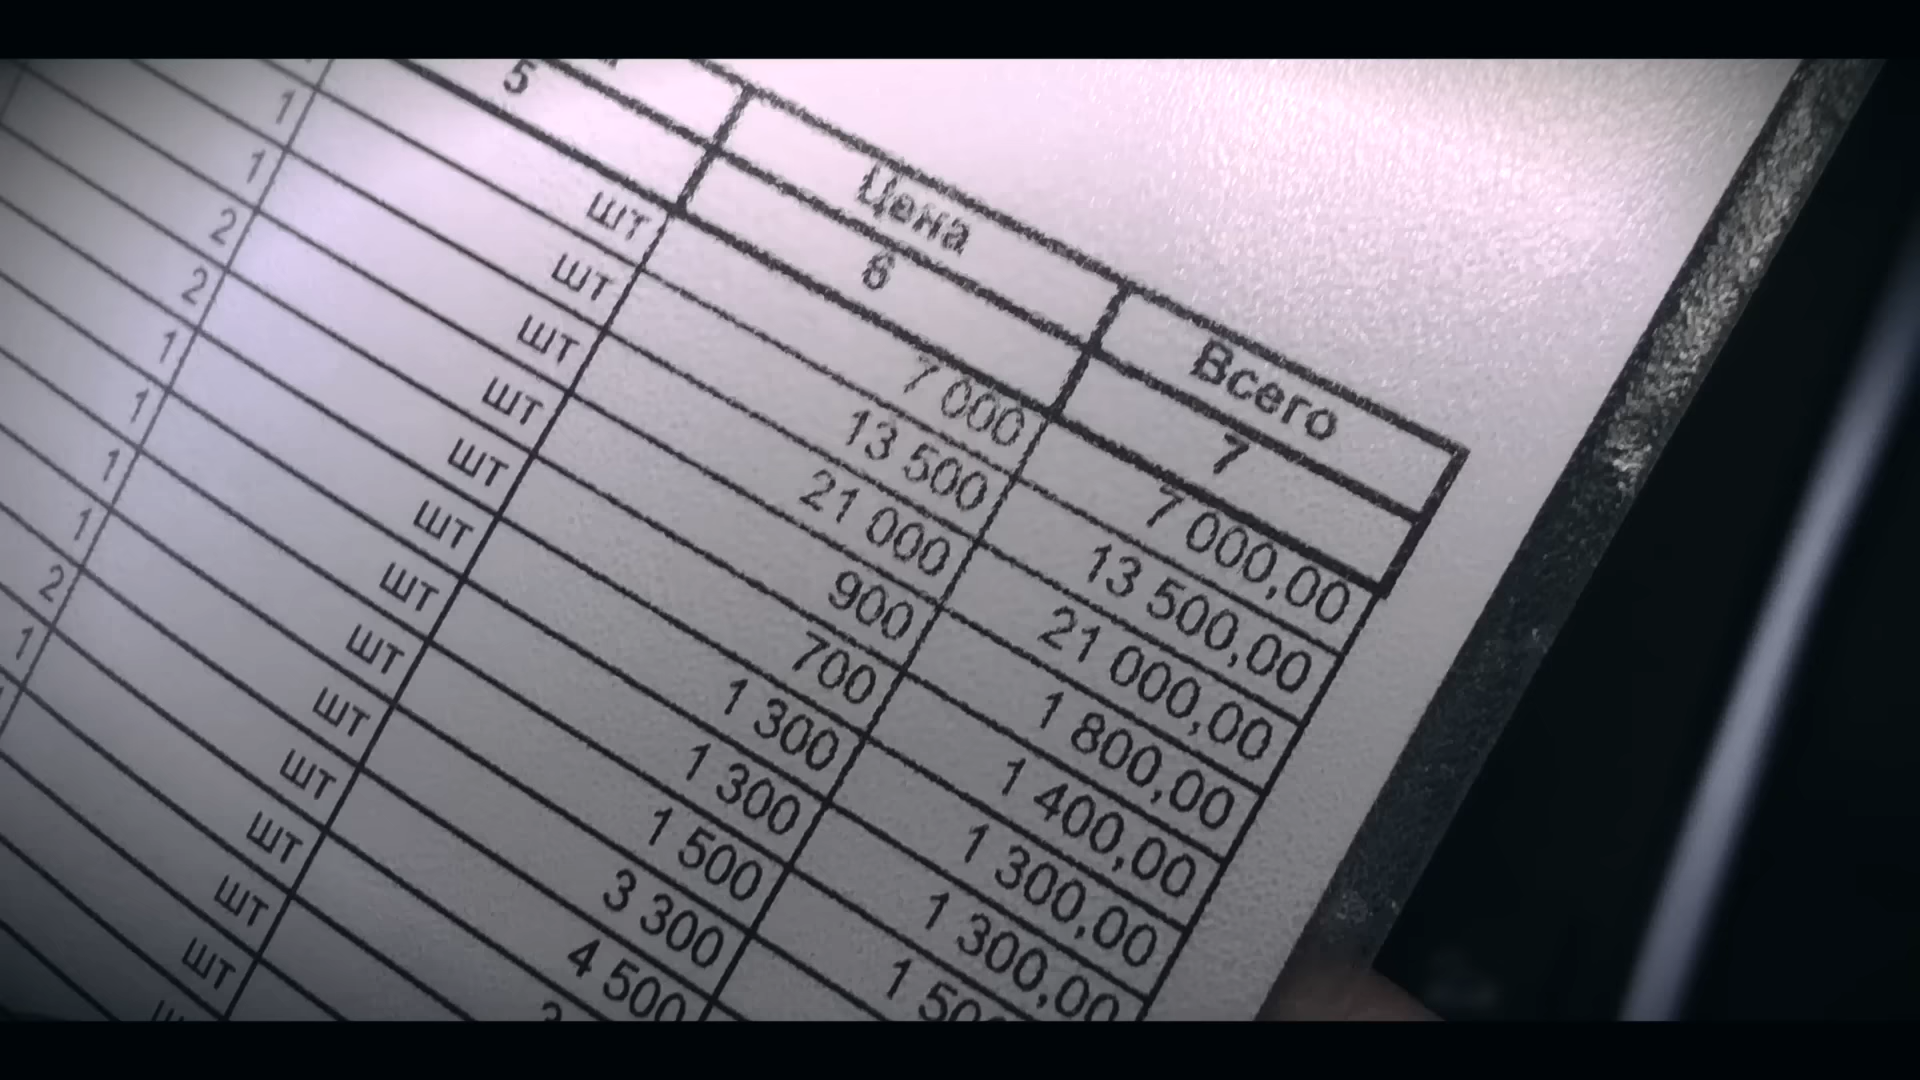 Цена Всего
5 6 7
шт 7 000 7 000,00
1 шт 13 500 13 500,00
1 шт 21 000 21 000,00
2 шт 900 1 800,00
2 шт 700 1 400,00
1 шт 1 300 1 300,00
1 шт 1 300 1 300,00
1 шт 1 500
1 шт 3 300
2 шт 4 500
1 шт
шт
шт